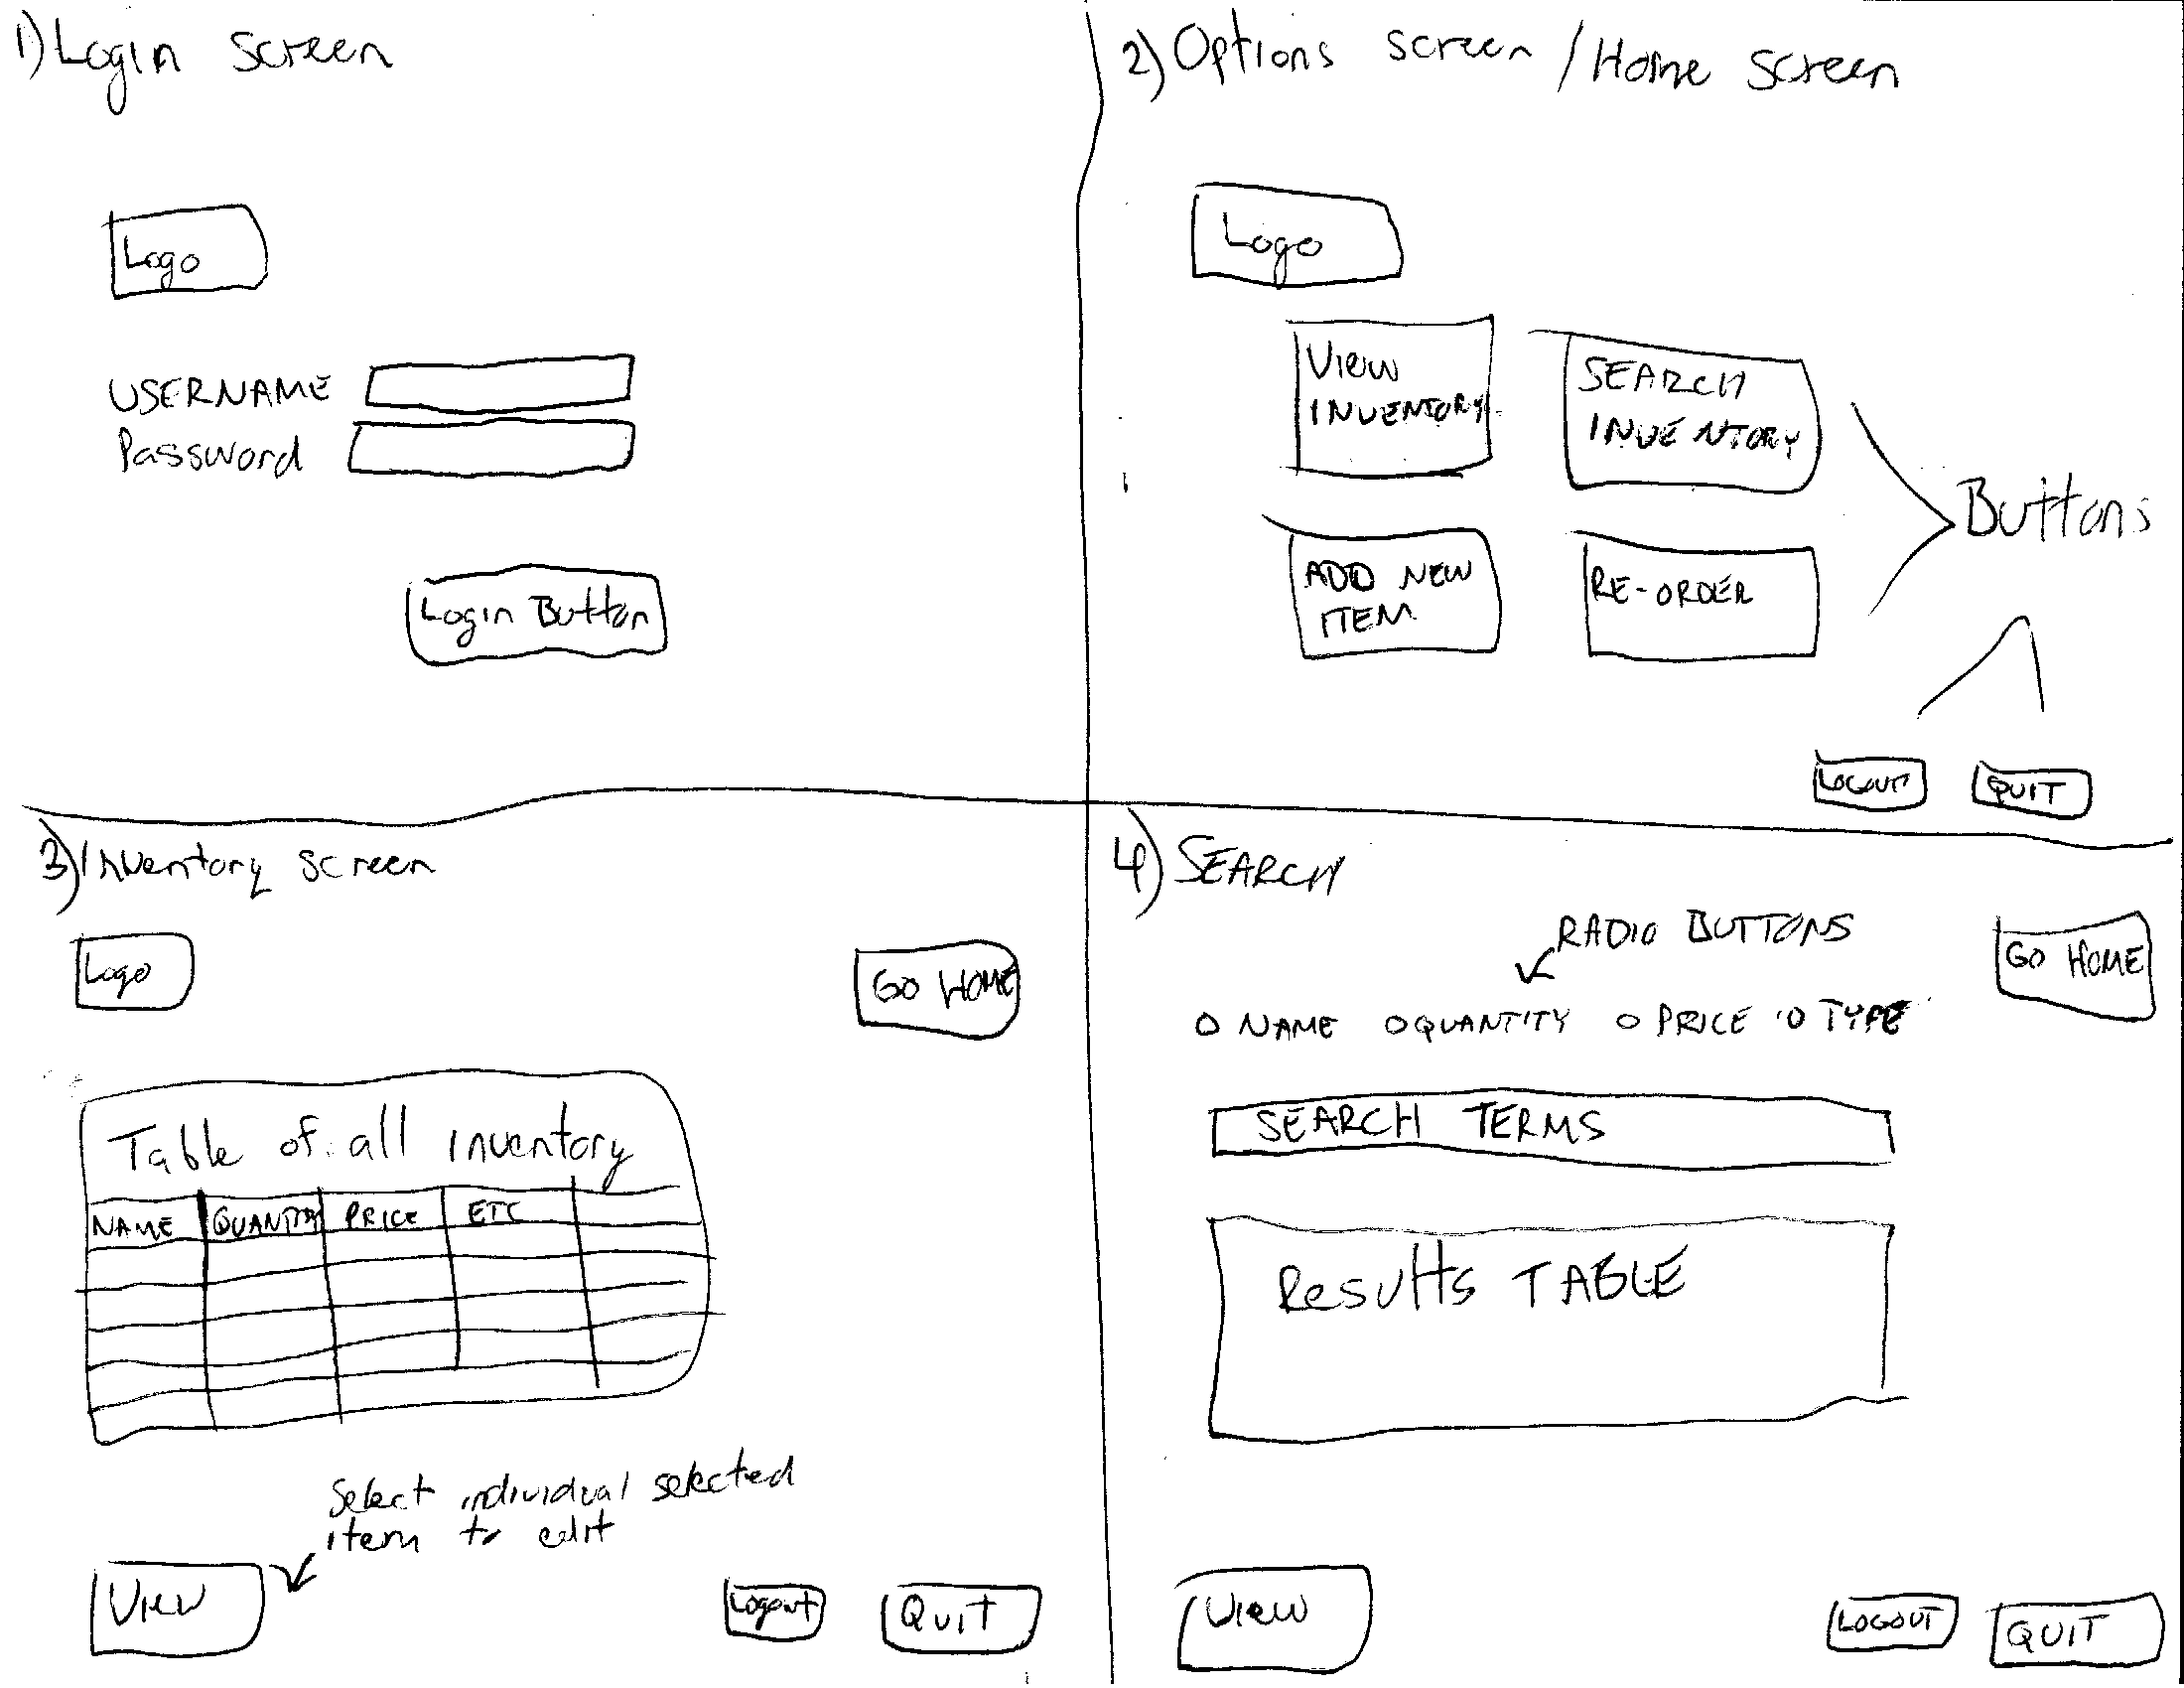 1) Login Screen
Logo
USERNAME
Password
Login Button
2) Options screen / Home screen
Logo
VIEW
INVENTORY
SEARCH
INVENTORY
ADD NEW
ITEM
RE-ORDER
Buttons
LOGOUT
QUIT
3) Inventory screen
Logo
GO HOME
Table of all inventory
NAME QUANTITY PRICE ETC
Select individual selected
item to edit
VIEW
Logout
QUIT
4) SEARCH
RADIO BUTTONS
GO HOME
NAME QUANTITY PRICE TYPE
SEARCH TERMS
Results TABLE
VIEW
LOGOUT
QUIT